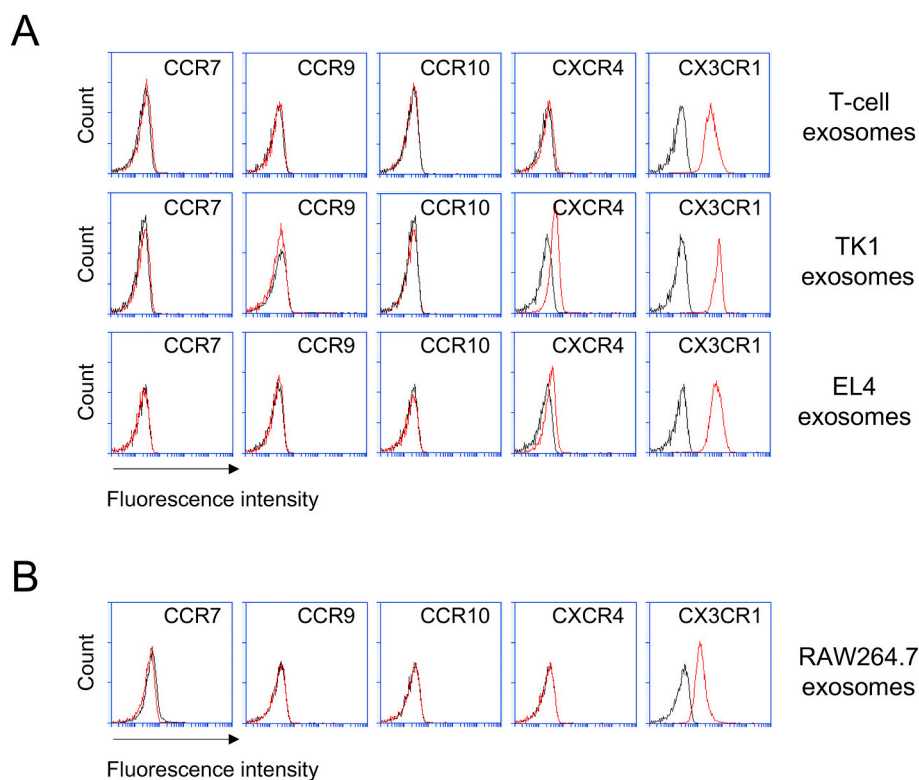 A
Count
CCR7
CCR9
CCR10
CXCR4
CX3CR1
T-cell
exosomes
Count
CCR7
CCR9
CCR10
CXCR4
CX3CR1
TK1
exosomes
Count
CCR7
CCR9
CCR10
CXCR4
CX3CR1
EL4
exosomes
Fluorescence intensity
B
Count
CCR7
CCR9
CCR10
CXCR4
CX3CR1
RAW264.7
exosomes
Fluorescence intensity